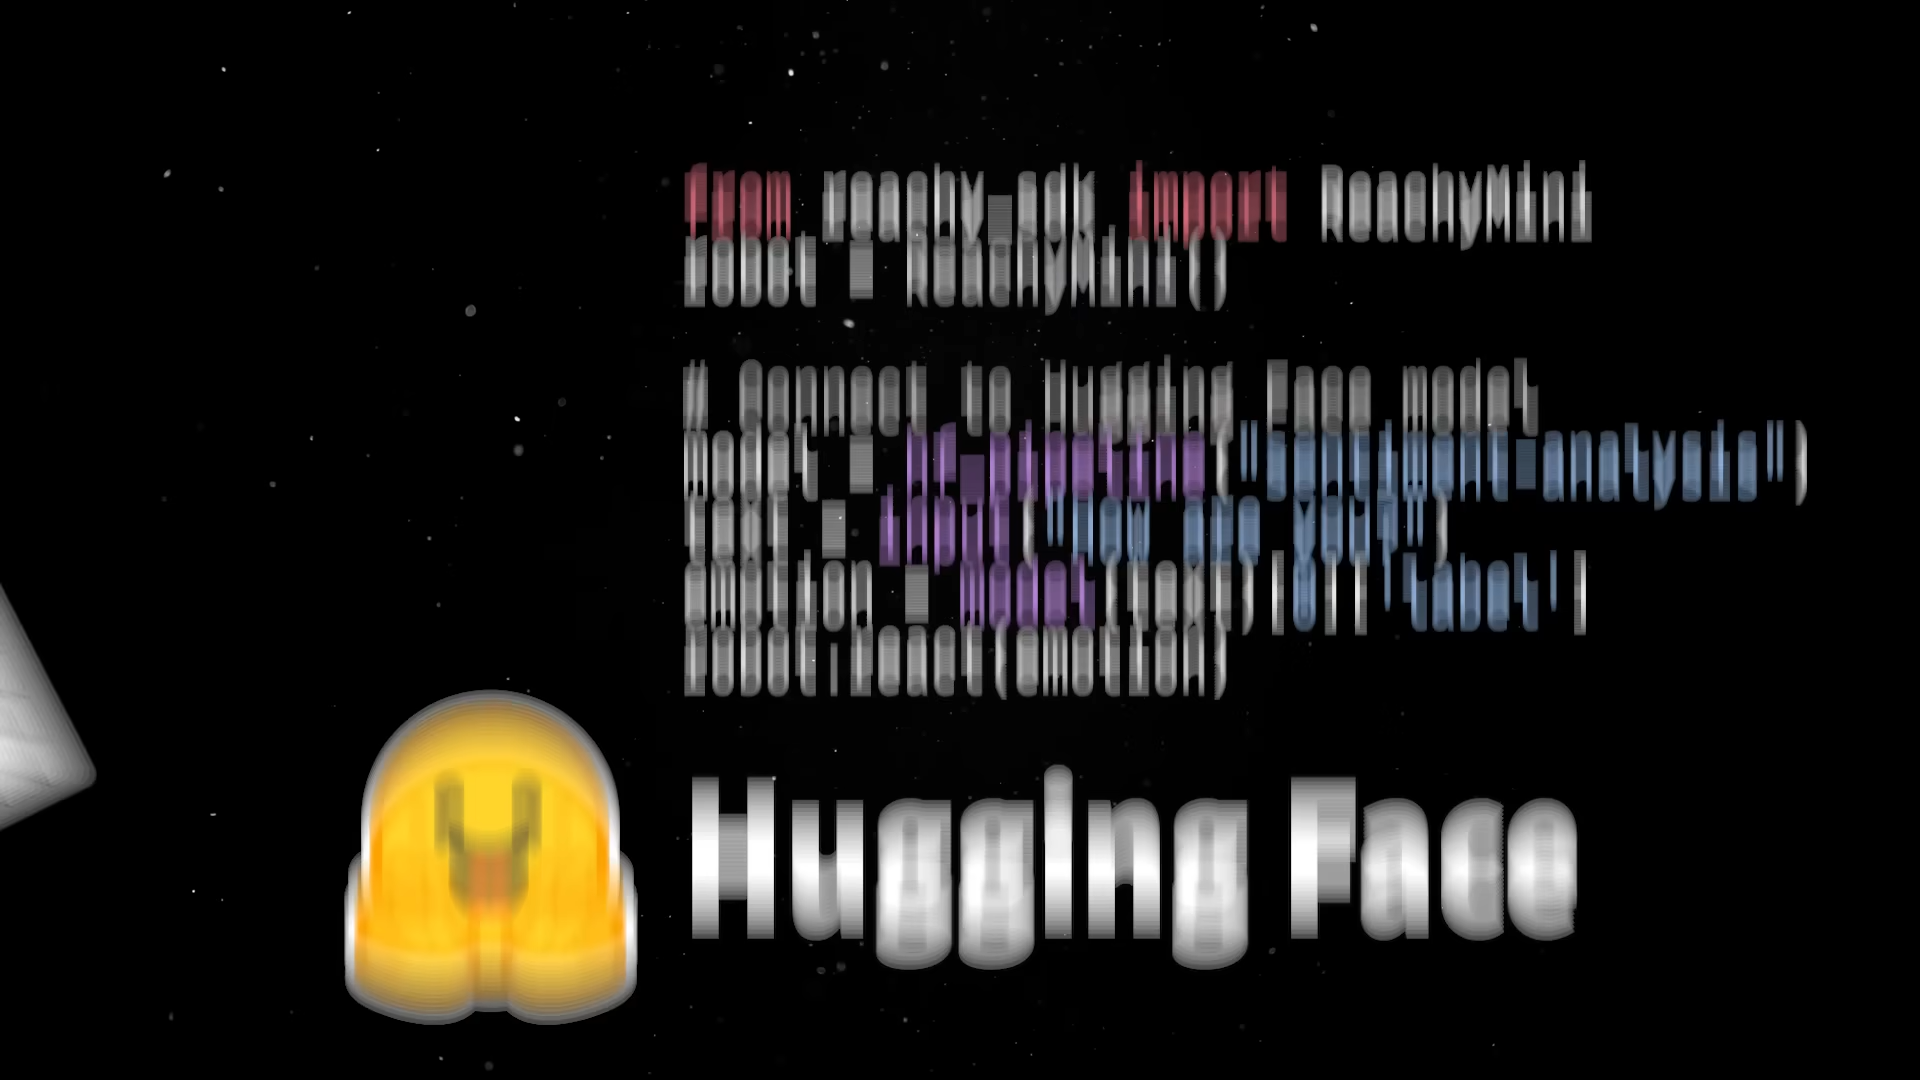 from reachy_sdk import ReachyMini
robot = ReachyMini()
# Connect to Hugging Face model
model = hf_pipeline("sentiment-analysis")
text = input("How are you?")
emotion = model(text)[0]['label']
robot.react(emotion)
Hugging Face